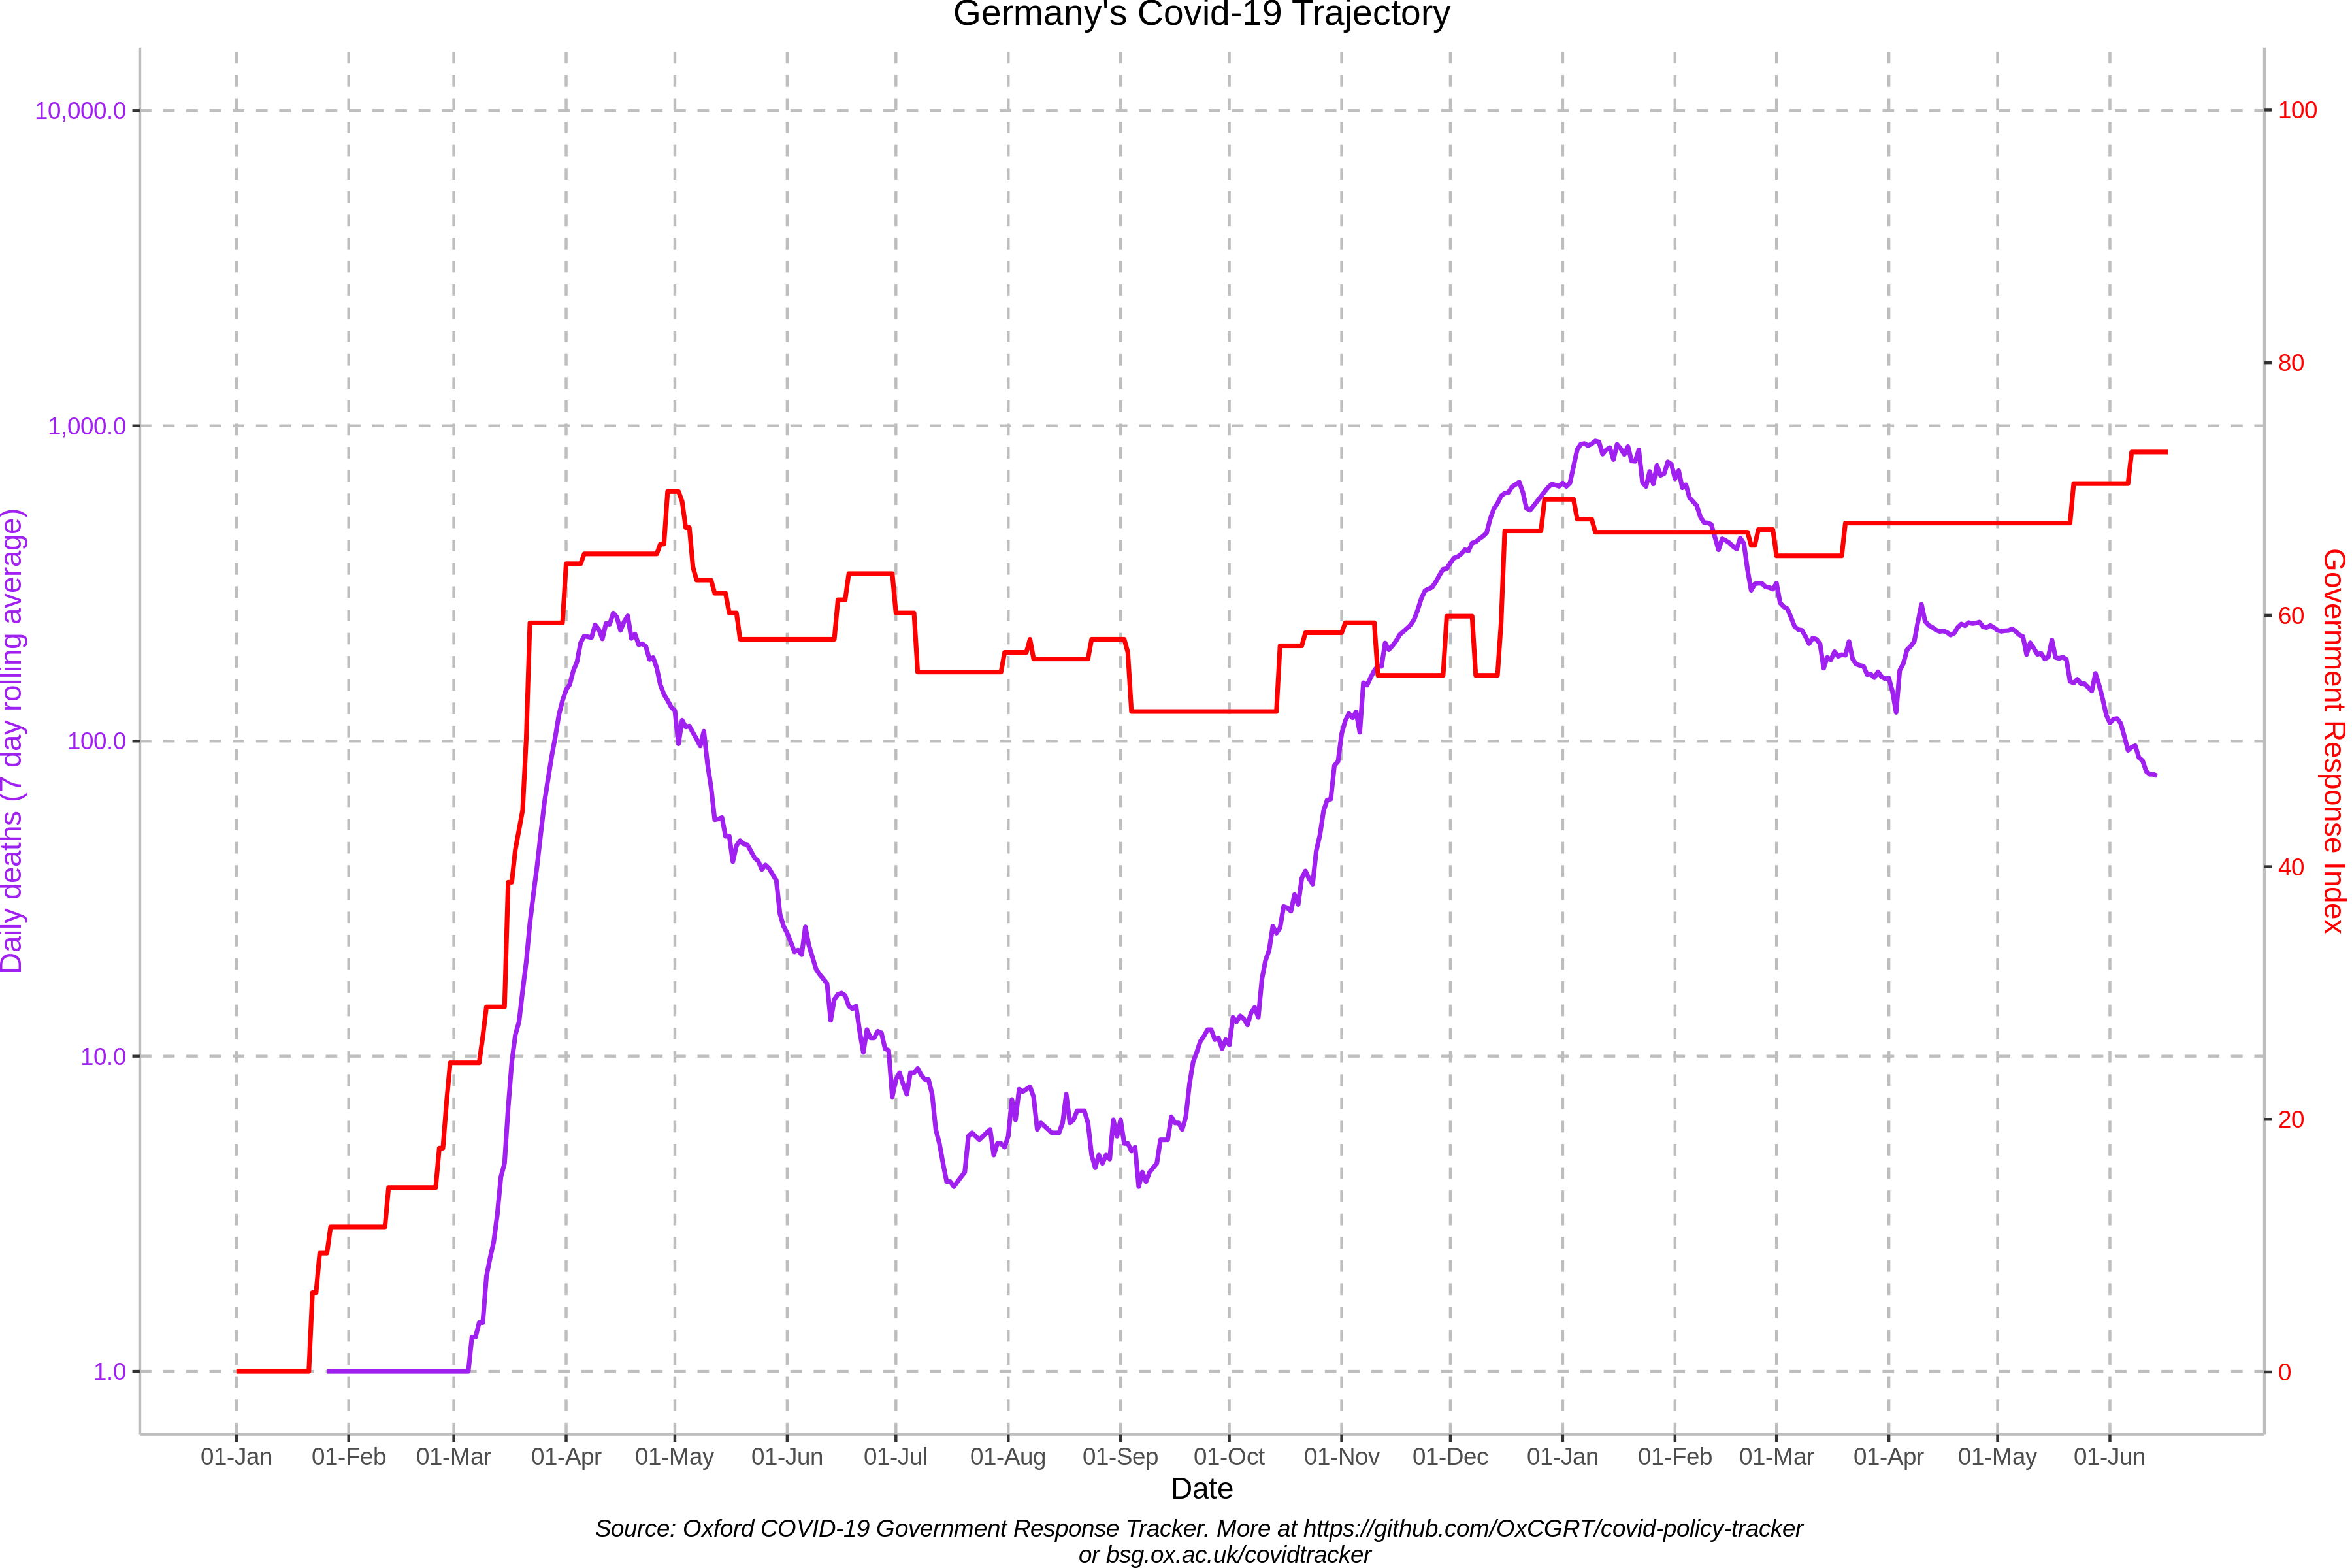 Germany's Covid-19 Trajectory
Daily deaths (7 day rolling average)
10,000.0
1,000.0
100.0
10.0
1.0
100
80
60
40
20
0
Government Response Index
01-Jan 01-Feb 01-Mar 01-Apr 01-May 01-Jun 01-Jul 01-Aug 01-Sep 01-Oct 01-Nov 01-Dec 01-Jan 01-Feb 01-Mar 01-Apr 01-May 01-Jun
Date
Source: Oxford COVID-19 Government Response Tracker. More at https://github.com/OxCGRT/covid-policy-tracker
or bsg.ox.ac.uk/covidtracker